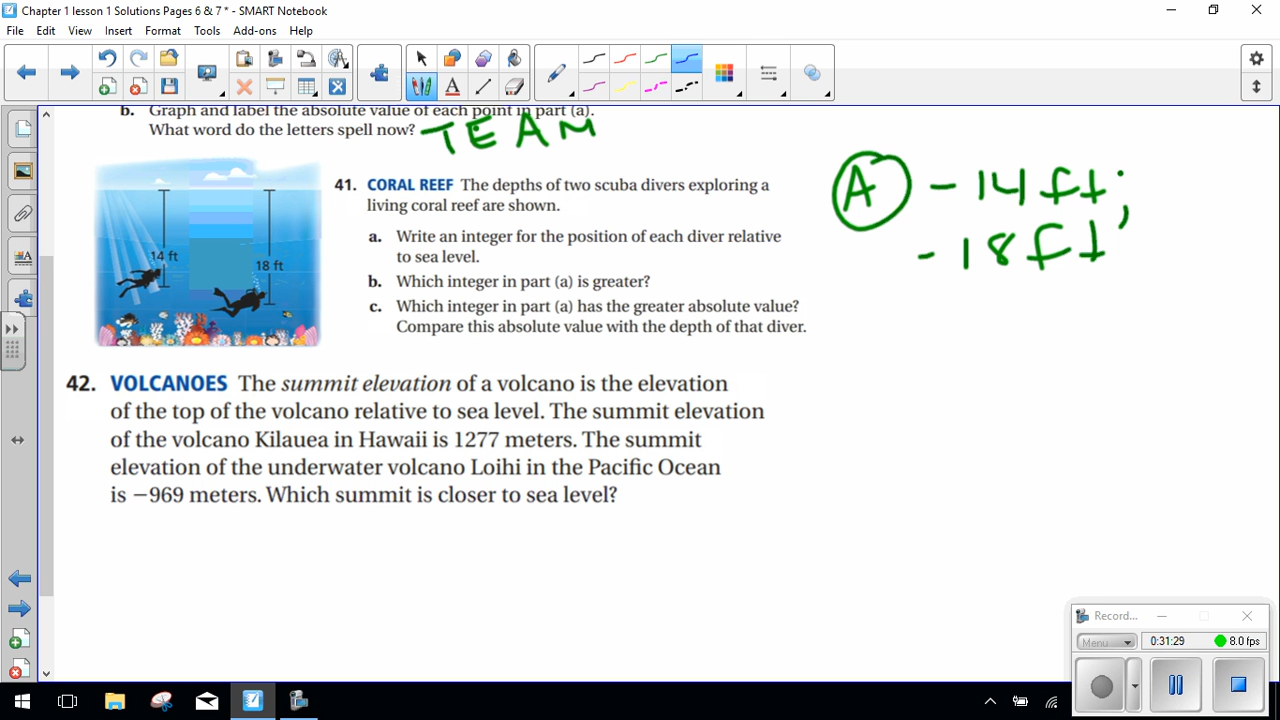 Chapter 1 lesson 1 Solutions Pages 6 & 7 * - SMART Notebook
File Edit View Insert Format Tools Add-ons Help
b. Graph and label the absolute value of each point in part (a).
What word do the letters spell now? TEAM
41. CORAL REEF The depths of two scuba divers exploring a
living coral reef are shown.
a. Write an integer for the position of each diver relative
to sea level.
b. Which integer in part (a) is greater?
c. Which integer in part (a) has the greater absolute value?
Compare this absolute value with the depth of that diver.
14 ft
18 ft
A -14 ft;
-18 ft
42. VOLCANOES The summit elevation of a volcano is the elevation
of the top of the volcano relative to sea level. The summit elevation
of the volcano Kilauea in Hawaii is 1277 meters. The summit
elevation of the underwater volcano Loihi in the Pacific Ocean
is −969 meters. Which summit is closer to sea level?
Record...
Menu 0:31:29 8.0 fps